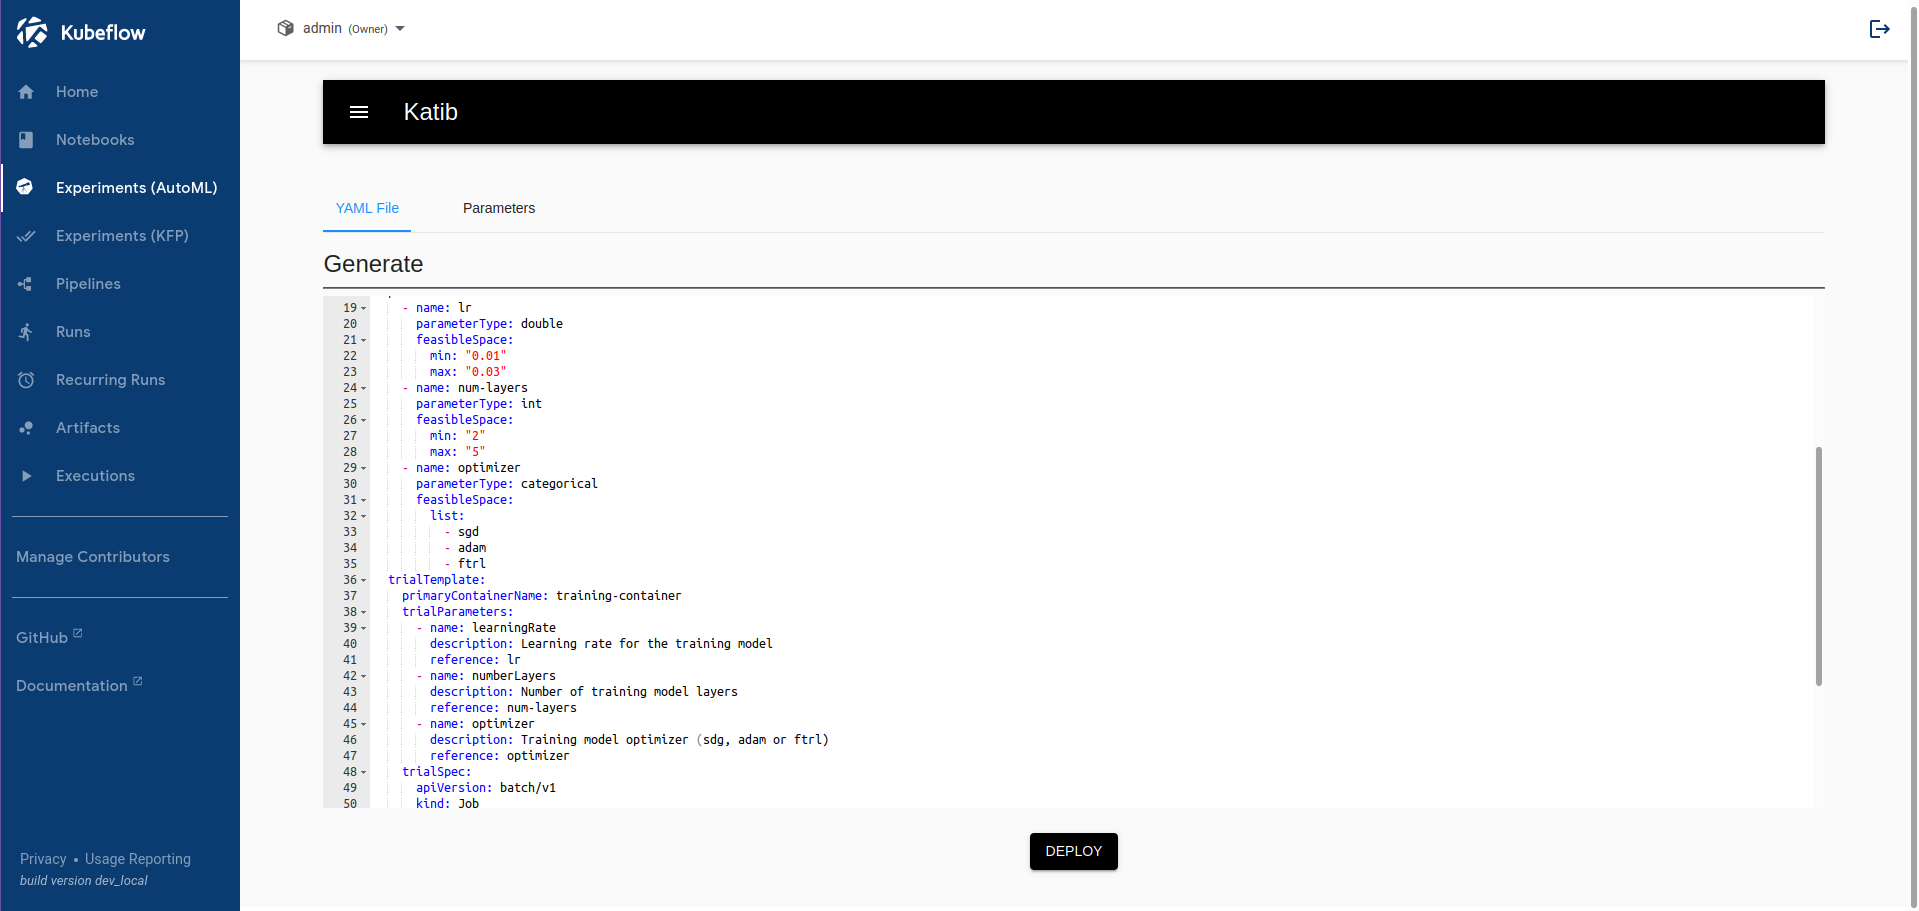 Kubeflow
admin (Owner)
Home
Notebooks
Experiments (AutoML)
Experiments (KFP)
Pipelines
Runs
Recurring Runs
Artifacts
Executions
Manage Contributors
GitHub
Documentation
Privacy • Usage Reporting
build version dev_local
Katib
YAML File Parameters
Generate
19 - name: lr
20 parameterType: double
21 feasibleSpace:
22 min: "0.01"
23 max: "0.03"
24 - name: num-layers
25 parameterType: int
26 feasibleSpace:
27 min: "2"
28 max: "5"
29 - name: optimizer
30 parameterType: categorical
31 feasibleSpace:
32 list:
33 - sgd
34 - adam
35 - ftrl
36 trialTemplate:
37 primaryContainerName: training-container
38 trialParameters:
39 - name: learningRate
40 description: Learning rate for the training model
41 reference: lr
42 - name: numberLayers
43 description: Number of training model layers
44 reference: num-layers
45 - name: optimizer
46 description: Training model optimizer (sdg, adam or ftrl)
47 reference: optimizer
48 trialSpec:
49 apiVersion: batch/v1
50 kind: Job
DEPLOY